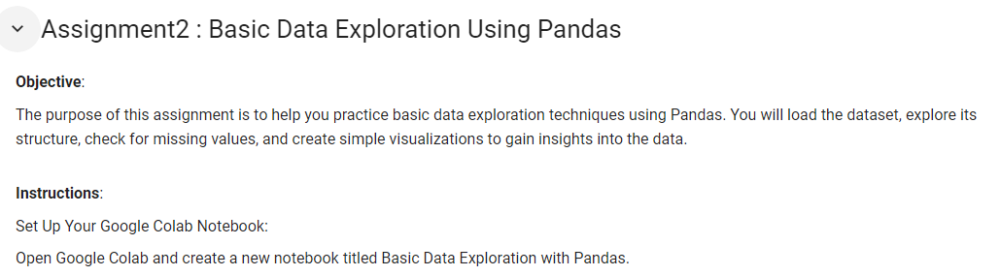 Assignment2 : Basic Data Exploration Using Pandas
Objective:
The purpose of this assignment is to help you practice basic data exploration techniques using Pandas. You will load the dataset, explore its
structure, check for missing values, and create simple visualizations to gain insights into the data.
Instructions:
Set Up Your Google Colab Notebook:
Open Google Colab and create a new notebook titled Basic Data Exploration with Pandas.